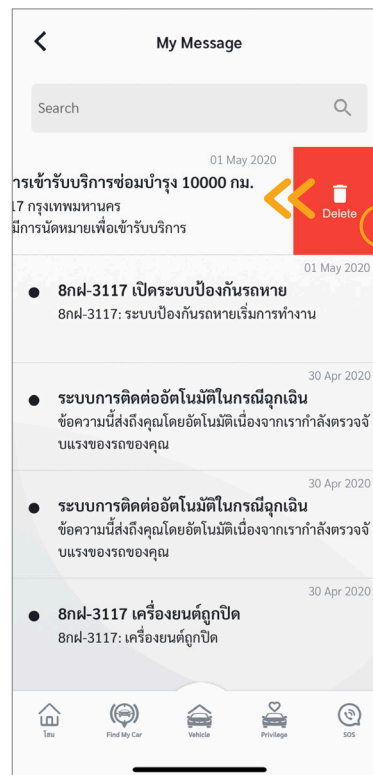 My Message
Search
01 May 2020
ารเข้ารับบริการซ่อมบำรุง 10000 กม.
17 กรุงเทพมหานคร
มีการนัดหมายเพื่อเข้ารับบริการ
Delete
01 May 2020
8กฝ-3117 เปิดระบบป้องกันรถหาย
8กฝ-3117: ระบบป้องกันรถหายเริ่มการทำงาน
30 Apr 2020
ระบบการติดต่ออัตโนมัติในกรณีฉุกเฉิน
ข้อความนี้ส่งถึงคุณโดยอัตโนมัติเนื่องจากเรากำลังตรวจจั
บแรงของรถของคุณ
30 Apr 2020
ระบบการติดต่ออัตโนมัติในกรณีฉุกเฉิน
ข้อความนี้ส่งถึงคุณโดยอัตโนมัติเนื่องจากเรากำลังตรวจจั
บแรงของรถของคุณ
30 Apr 2020
8กฝ-3117 เครื่องยนต์ถูกปิด
8กฝ-3117: เครื่องยนต์ถูกปิด
โฮม
Find My Car
Vehicle
Privilege
SOS